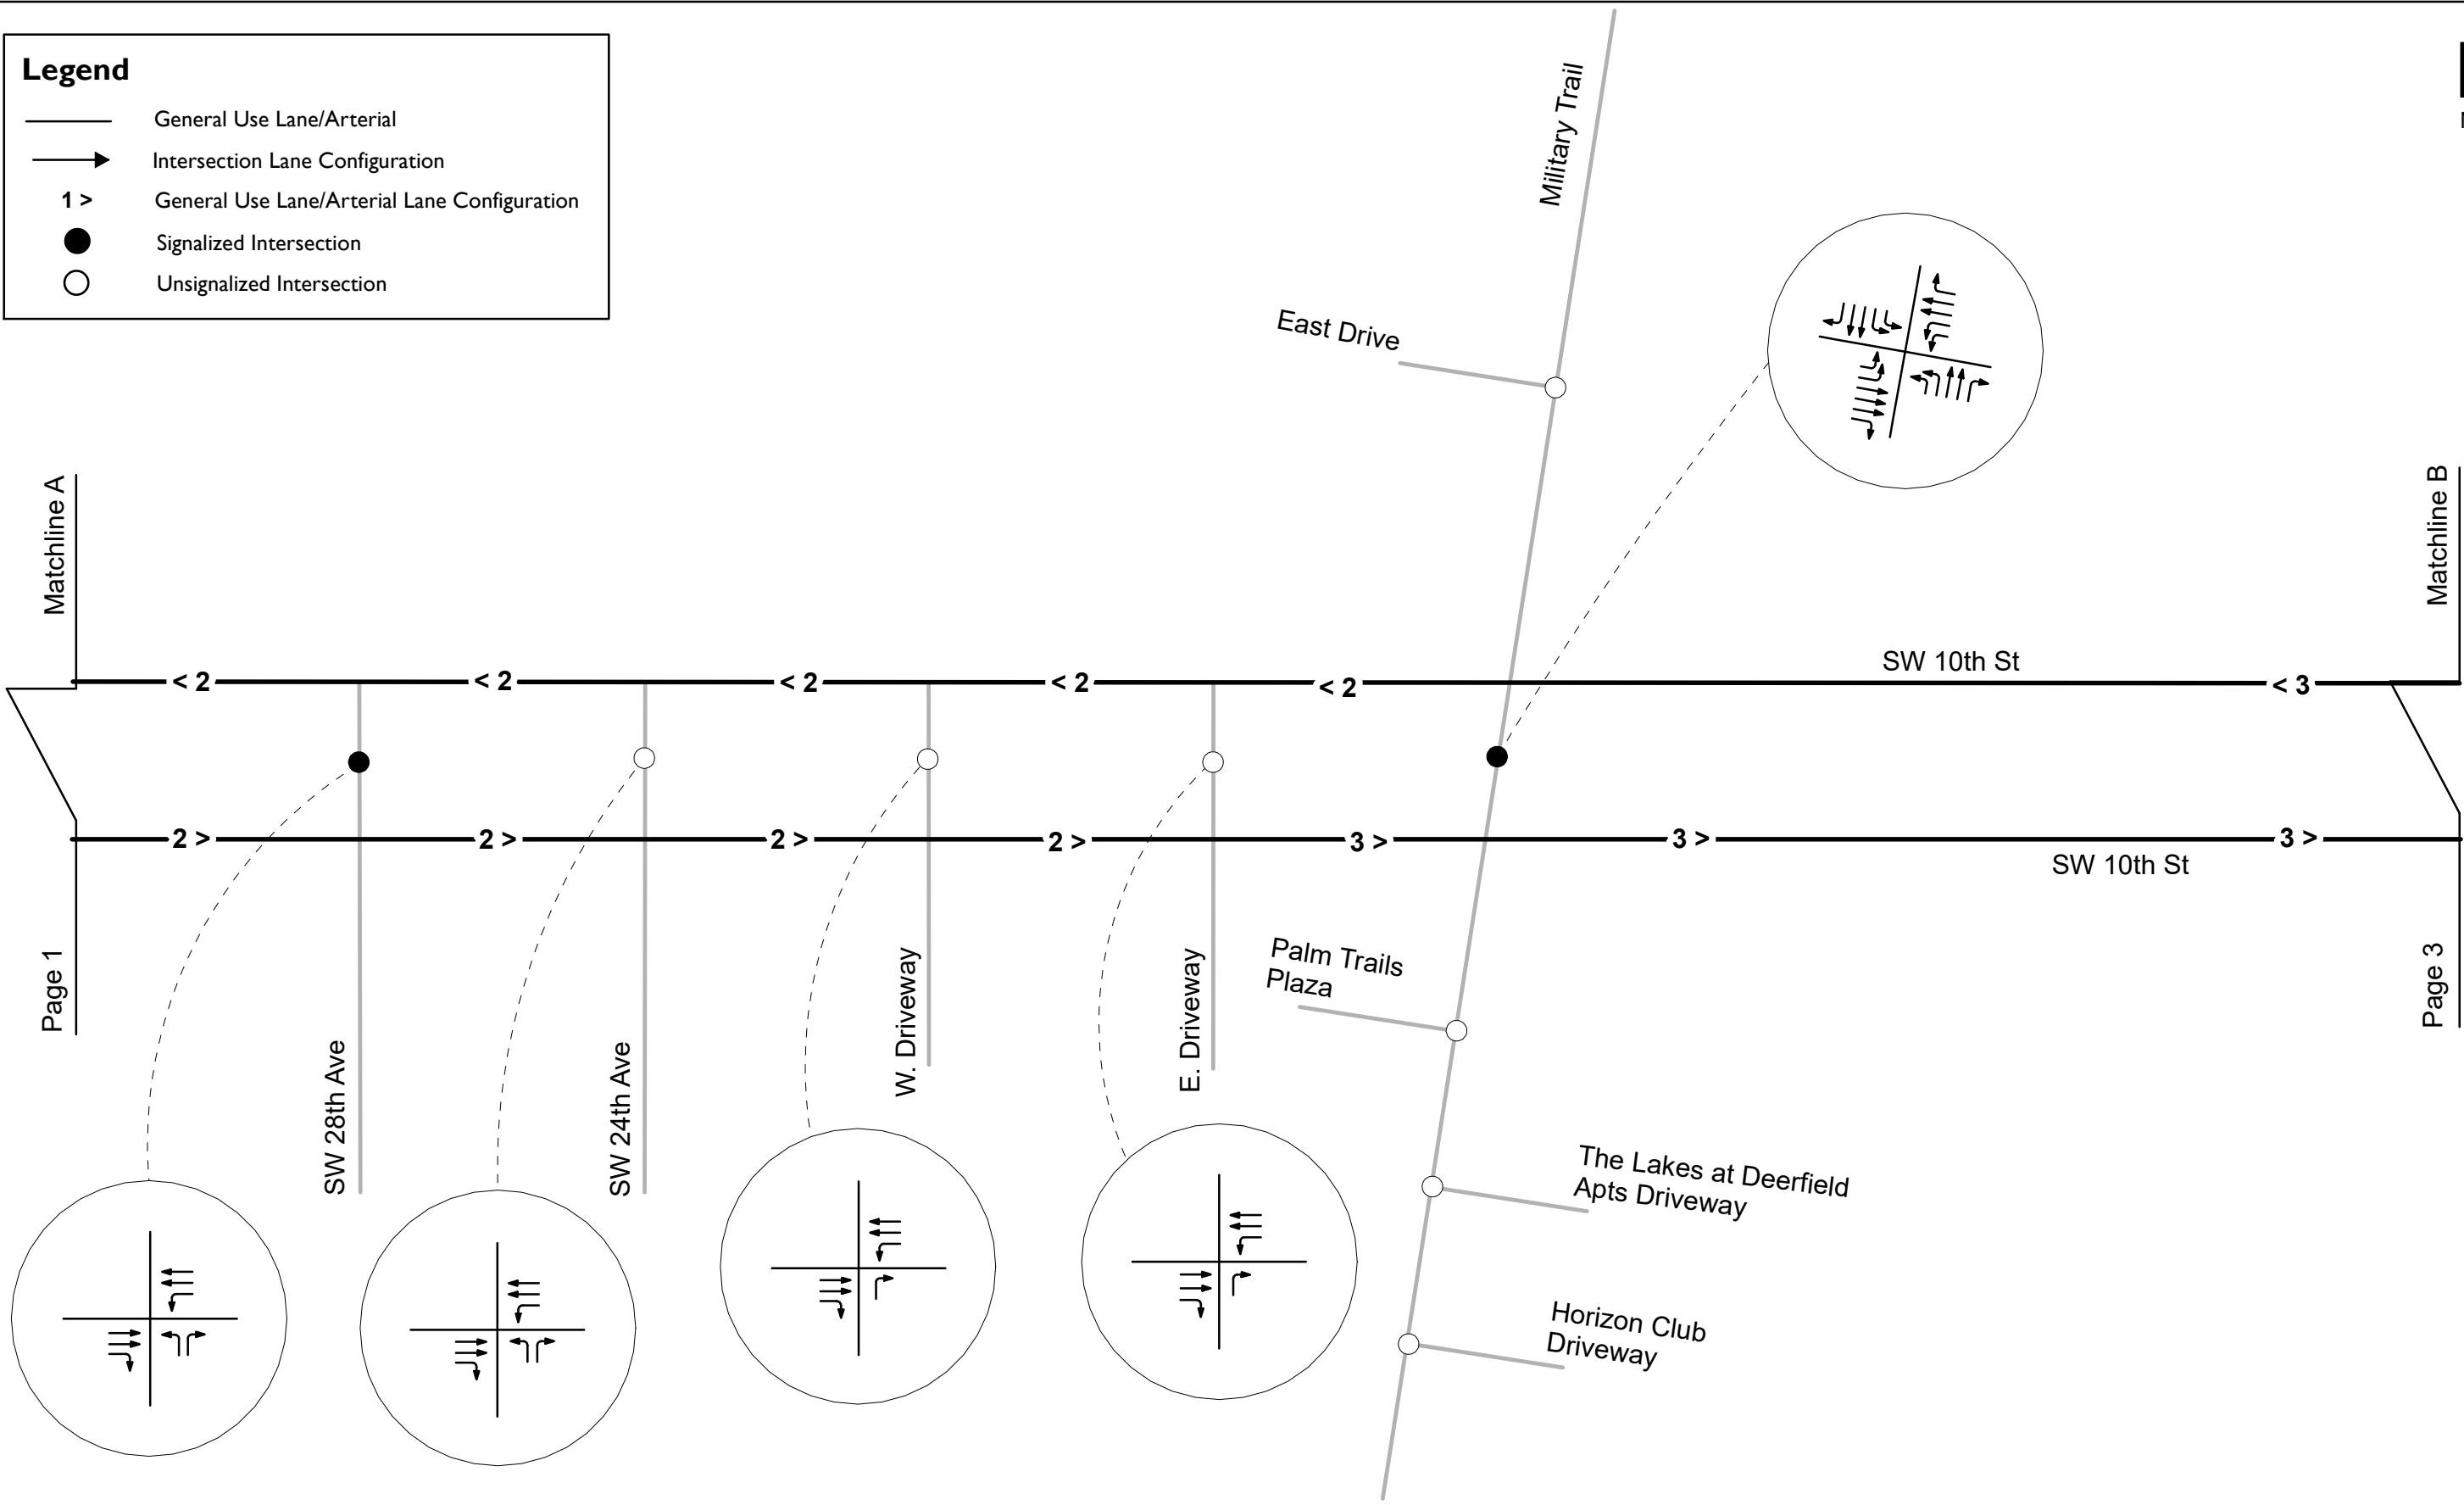 Legend
General Use Lane/Arterial
Intersection Lane Configuration
1 > General Use Lane/Arterial Lane Configuration
Signalized Intersection
Unsignalized Intersection
Military Trail
East Drive
Matchline A
Matchline B
SW 10th St
< 2
< 2
< 2
< 2
< 2
< 3
2 >
2 >
2 >
2 >
3 >
3 >
3 >
SW 10th St
Page 1
Page 3
SW 28th Ave
SW 24th Ave
W. Driveway
E. Driveway
Palm Trails
Plaza
The Lakes at Deerfield
Apts Driveway
Horizon Club
Driveway